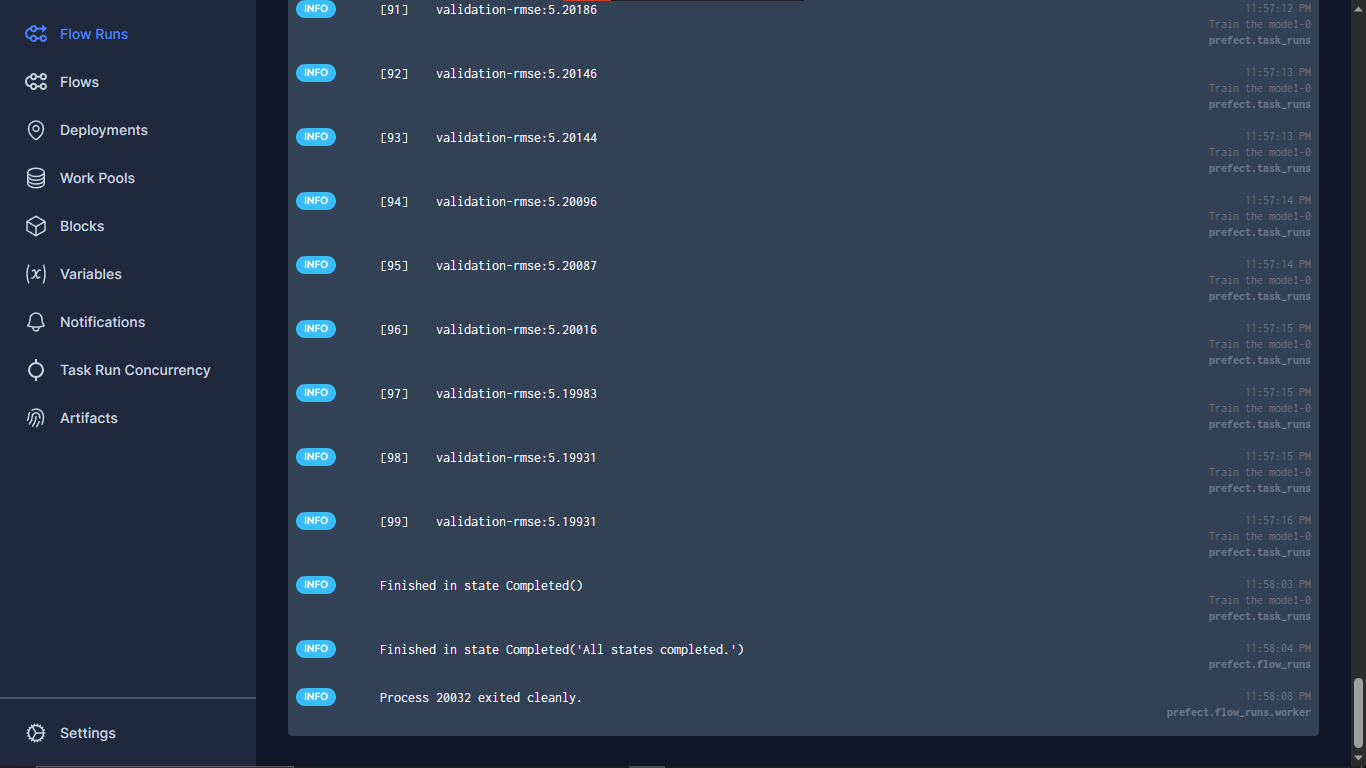 Flow Runs
Flows
Deployments
Work Pools
Blocks
Variables
Notifications
Task Run Concurrency
Artifacts
Settings
INFO [91] validation-rmse:5.20186 11:57:12 PM
Train the model-0
prefect.task_runs
INFO [92] validation-rmse:5.20146 11:57:13 PM
Train the model-0
prefect.task_runs
INFO [93] validation-rmse:5.20144 11:57:13 PM
Train the model-0
prefect.task_runs
INFO [94] validation-rmse:5.20096 11:57:14 PM
Train the model-0
prefect.task_runs
INFO [95] validation-rmse:5.20087 11:57:14 PM
Train the model-0
prefect.task_runs
INFO [96] validation-rmse:5.20016 11:57:15 PM
Train the model-0
prefect.task_runs
INFO [97] validation-rmse:5.19983 11:57:15 PM
Train the model-0
prefect.task_runs
INFO [98] validation-rmse:5.19931 11:57:15 PM
Train the model-0
prefect.task_runs
INFO [99] validation-rmse:5.19931 11:57:16 PM
Train the model-0
prefect.task_runs
INFO Finished in state Completed() 11:58:03 PM
Train the model-0
prefect.task_runs
INFO Finished in state Completed('All states completed.') 11:58:04 PM
prefect.flow_runs
INFO Process 20032 exited cleanly. 11:58:08 PM
prefect.flow_runs.worker